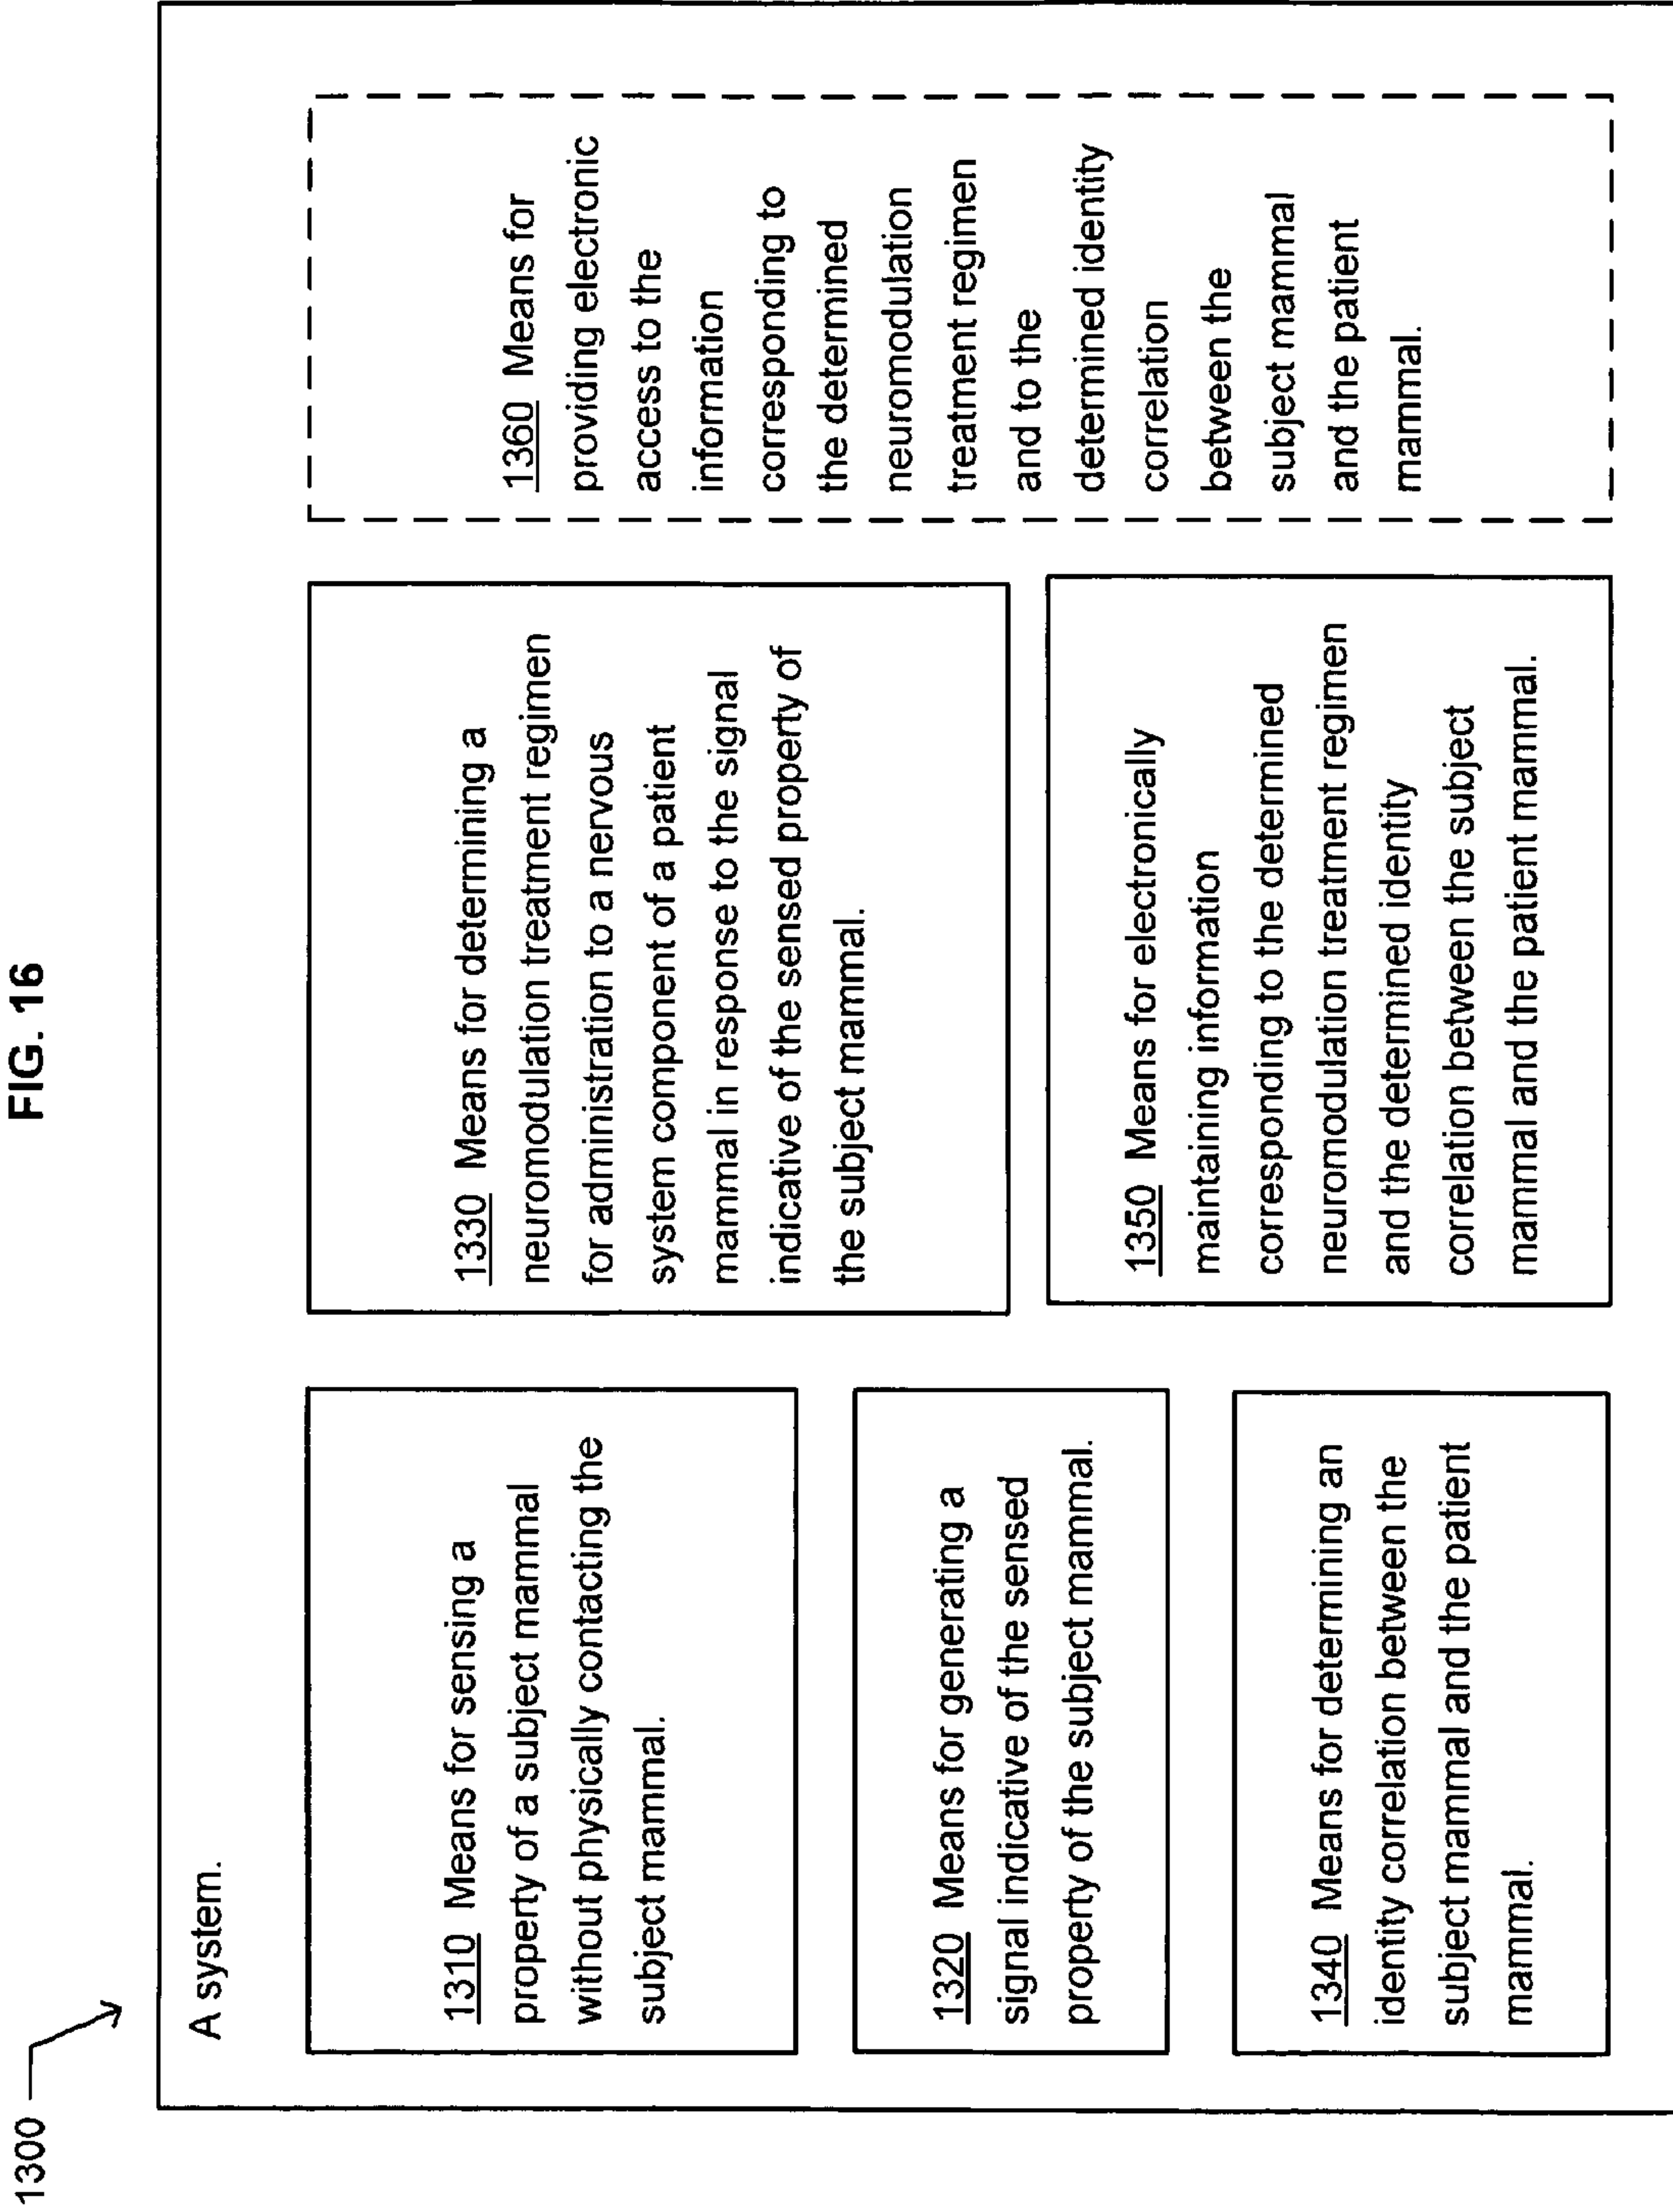 FIG. 16
1300
A system.
1310 Means for sensing a
property of a subject mammal
without physically contacting the
subject mammal.
1320 Means for generating a
signal indicative of the sensed
property of the subject mammal.
1340 Means for determining an
identity correlation between the
subject mammal and the patient
mammal.
1330 Means for determining a
neuromodulation treatment regimen
for administration to a nervous
system component of a patient
mammal in response to the signal
indicative of the sensed property of
the subject mammal.
1350 Means for electronically
maintaining information
corresponding to the determined
neuromodulation treatment regimen
and the determined identity
correlation between the subject
mammal and the patient mammal.
1360 Means for
providing electronic
access to the
information
corresponding to
the determined
neuromodulation
treatment regimen
and to the
determined identity
correlation
between the
subject mammal
and the patient
mammal.